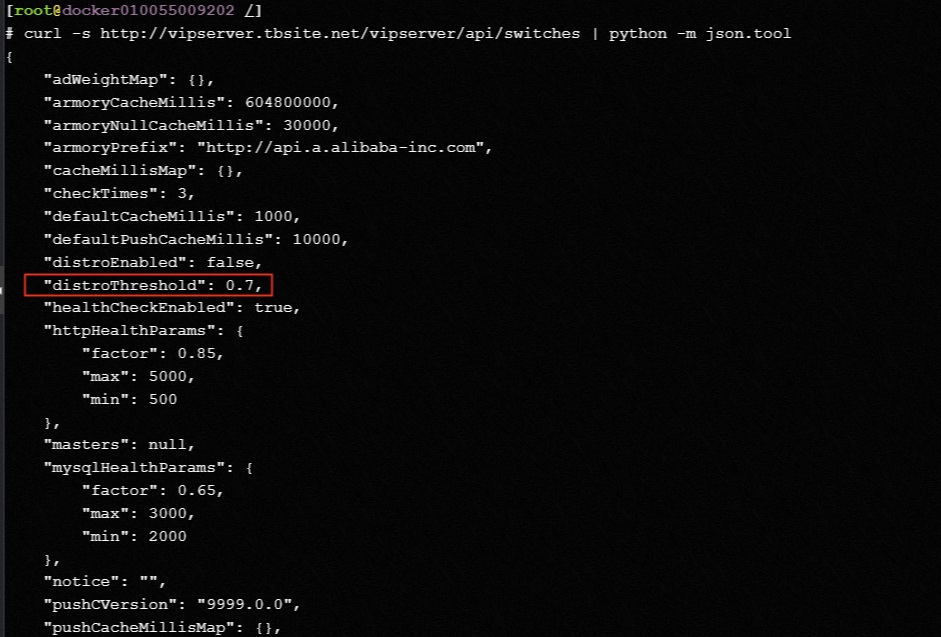 [root@docker010055009202 /]
# curl -s http://vipserver.tbsite.net/vipserver/api/switches | python -m json.tool
{
    "adWeightMap": {},
    "armoryCacheMillis": 604800000,
    "armoryNullCacheMillis": 30000,
    "armoryPrefix": "http://api.a.alibaba-inc.com",
    "cacheMillisMap": {},
    "checkTimes": 3,
    "defaultCacheMillis": 1000,
    "defaultPushCacheMillis": 10000,
    "distroEnabled": false,
    "distroThreshold": 0.7,
    "healthCheckEnabled": true,
    "httpHealthParams": {
        "factor": 0.85,
        "max": 5000,
        "min": 500
    },
    "masters": null,
    "mysqlHealthParams": {
        "factor": 0.65,
        "max": 3000,
        "min": 2000
    },
    "notice": "",
    "pushCVersion": "9999.0.0",
    "pushCacheMillisMap": {},